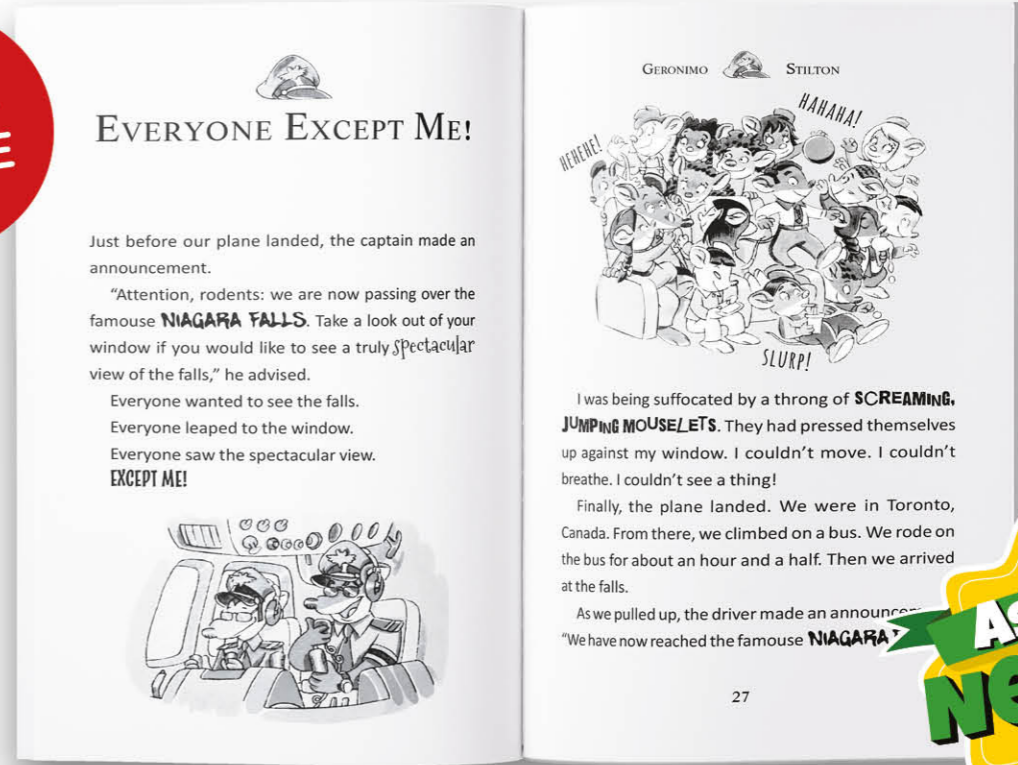 EVERYONE EXCEPT ME!
Just before our plane landed, the captain made an
announcement.
“Attention, rodents: we are now passing over the
famouse NIAGARA FALLS. Take a look out of your
window if you would like to see a truly spectacular
view of the falls,” he advised.
Everyone wanted to see the falls.
Everyone leaped to the window.
Everyone saw the spectacular view.
EXCEPT ME!
GERONIMO STILTON
HAHAHA!
HEHEHE!
SLURP!
I was being suffocated by a throng of SCREAMING,
JUMPING MOUSELETS. They had pressed themselves
up against my window. I couldn’t move. I couldn’t
breathe. I couldn’t see a thing!
Finally, the plane landed. We were in Toronto,
Canada. From there, we climbed on a bus. We rode on
the bus for about an hour and a half. Then we arrived
at the falls.
As we pulled up, the driver made an
“We have now reached the famouse NIAGARA
27